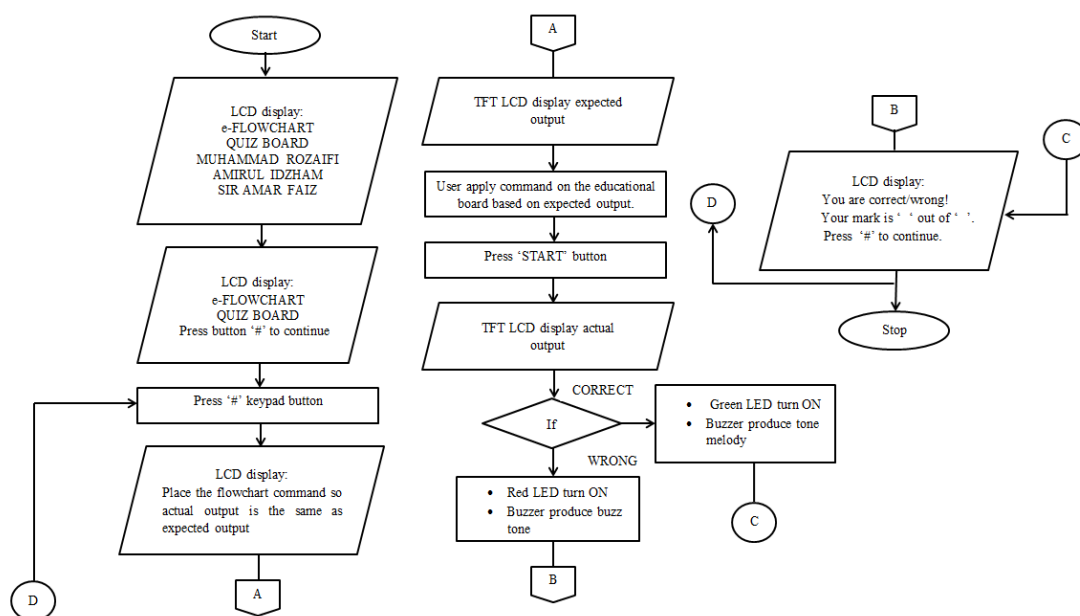 Start
LCD display:
e-FLOWCHART
QUIZ BOARD
MUHAMMAD ROZAIFI
AMIRUL IDZHAM
SIR AMAR FAIZ
LCD display:
e-FLOWCHART
QUIZ BOARD
Press button ‘#’ to continue
Press ‘#’ keypad button
LCD display:
Place the flowchart command so
actual output is the same as
expected output
D
A
A
TFT LCD display expected
output
User apply command on the educational
board based on expected output.
Press ‘START’ button
TFT LCD display actual
output
CORRECT
If
WRONG
• Green LED turn ON
• Buzzer produce tone
melody
C
• Red LED turn ON
• Buzzer produce buzz
tone
B
B
C
D
LCD display:
You are correct/wrong!
Your mark is ‘ ‘ out of ‘ ’.
Press ‘#’ to continue.
Stop